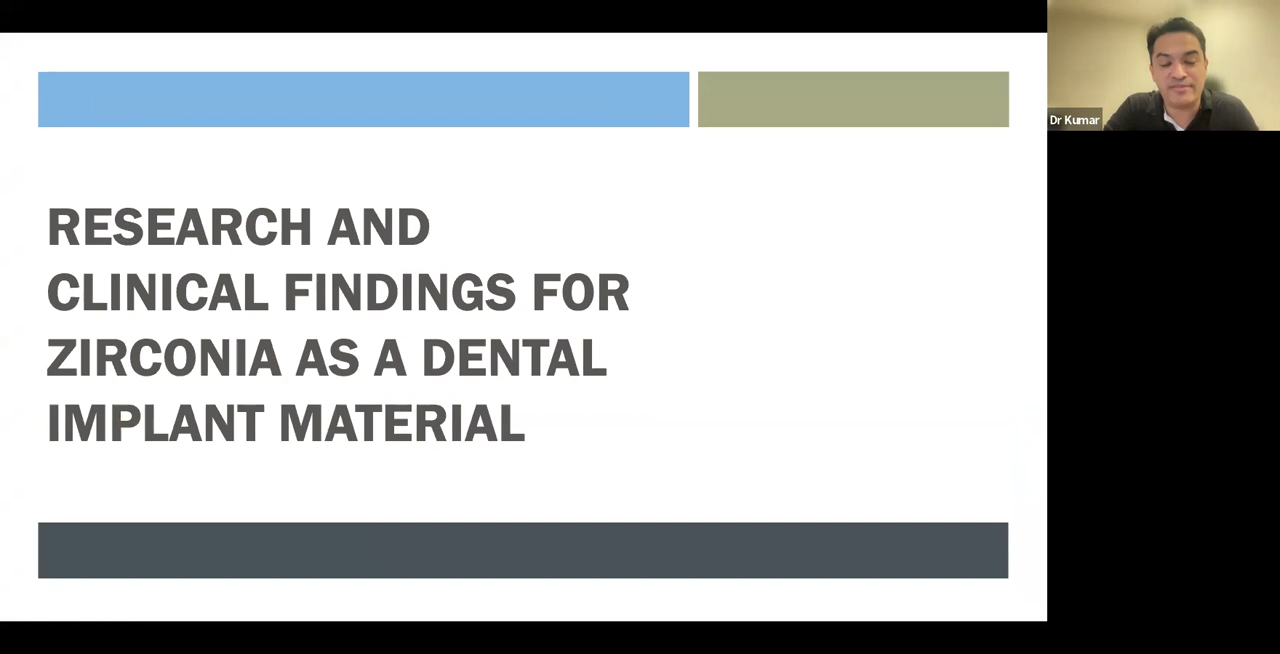 RESEARCH AND
CLINICAL FINDINGS FOR
ZIRCONIA AS A DENTAL
IMPLANT MATERIAL
Dr Kumar